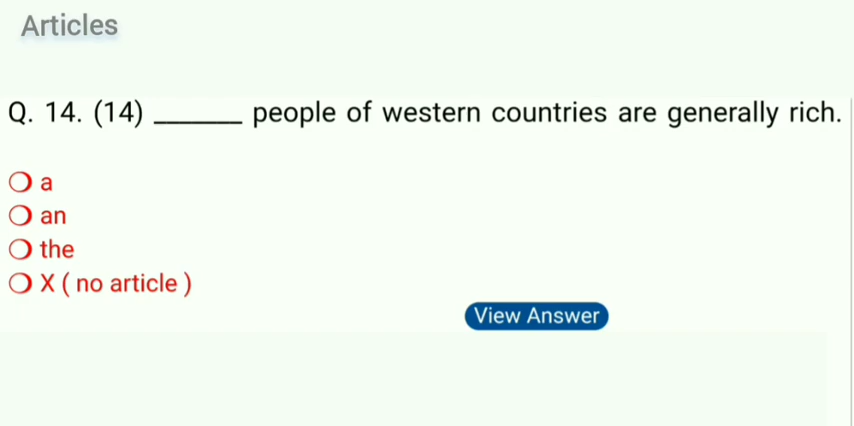 Articles
Q. 14. (14) ______ people of western countries are generally rich.
a
an
the
X ( no article )
View Answer